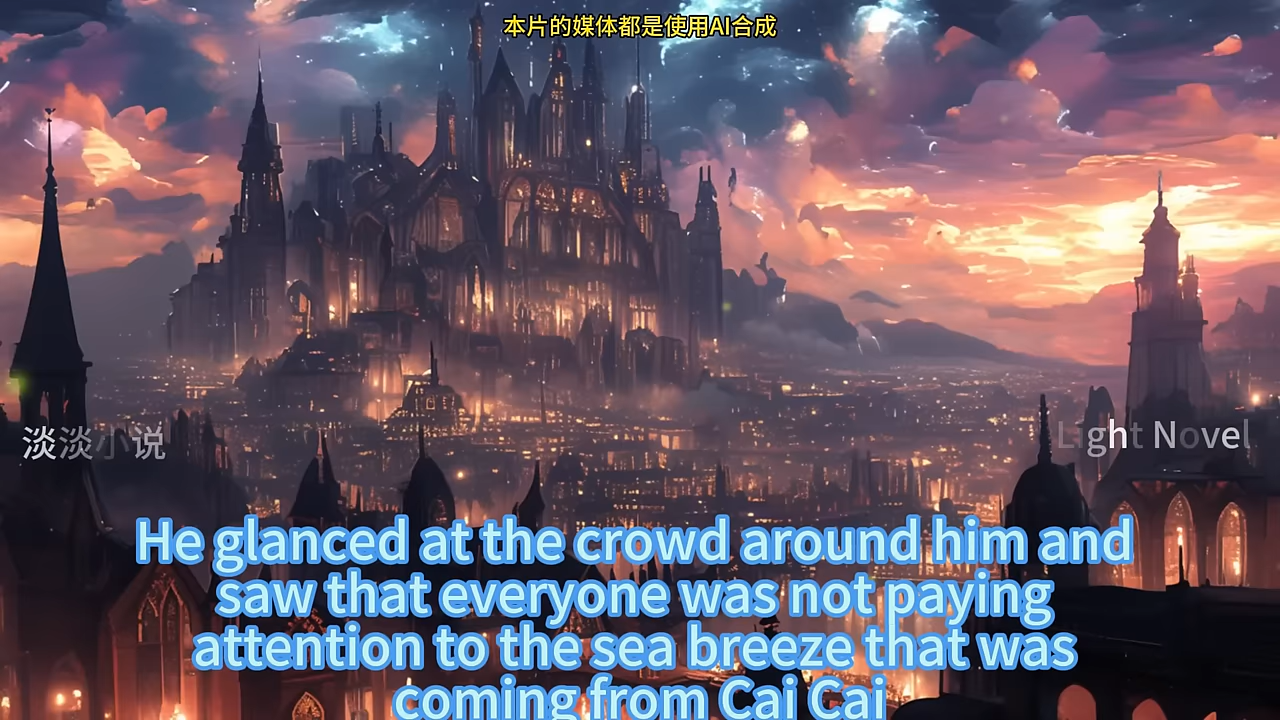 本片的媒体都是使用AI合成
淡淡小说
Light Novel
He glanced at the crowd around him and
saw that everyone was not paying
attention to the sea breeze that was
coming from Cai Cai